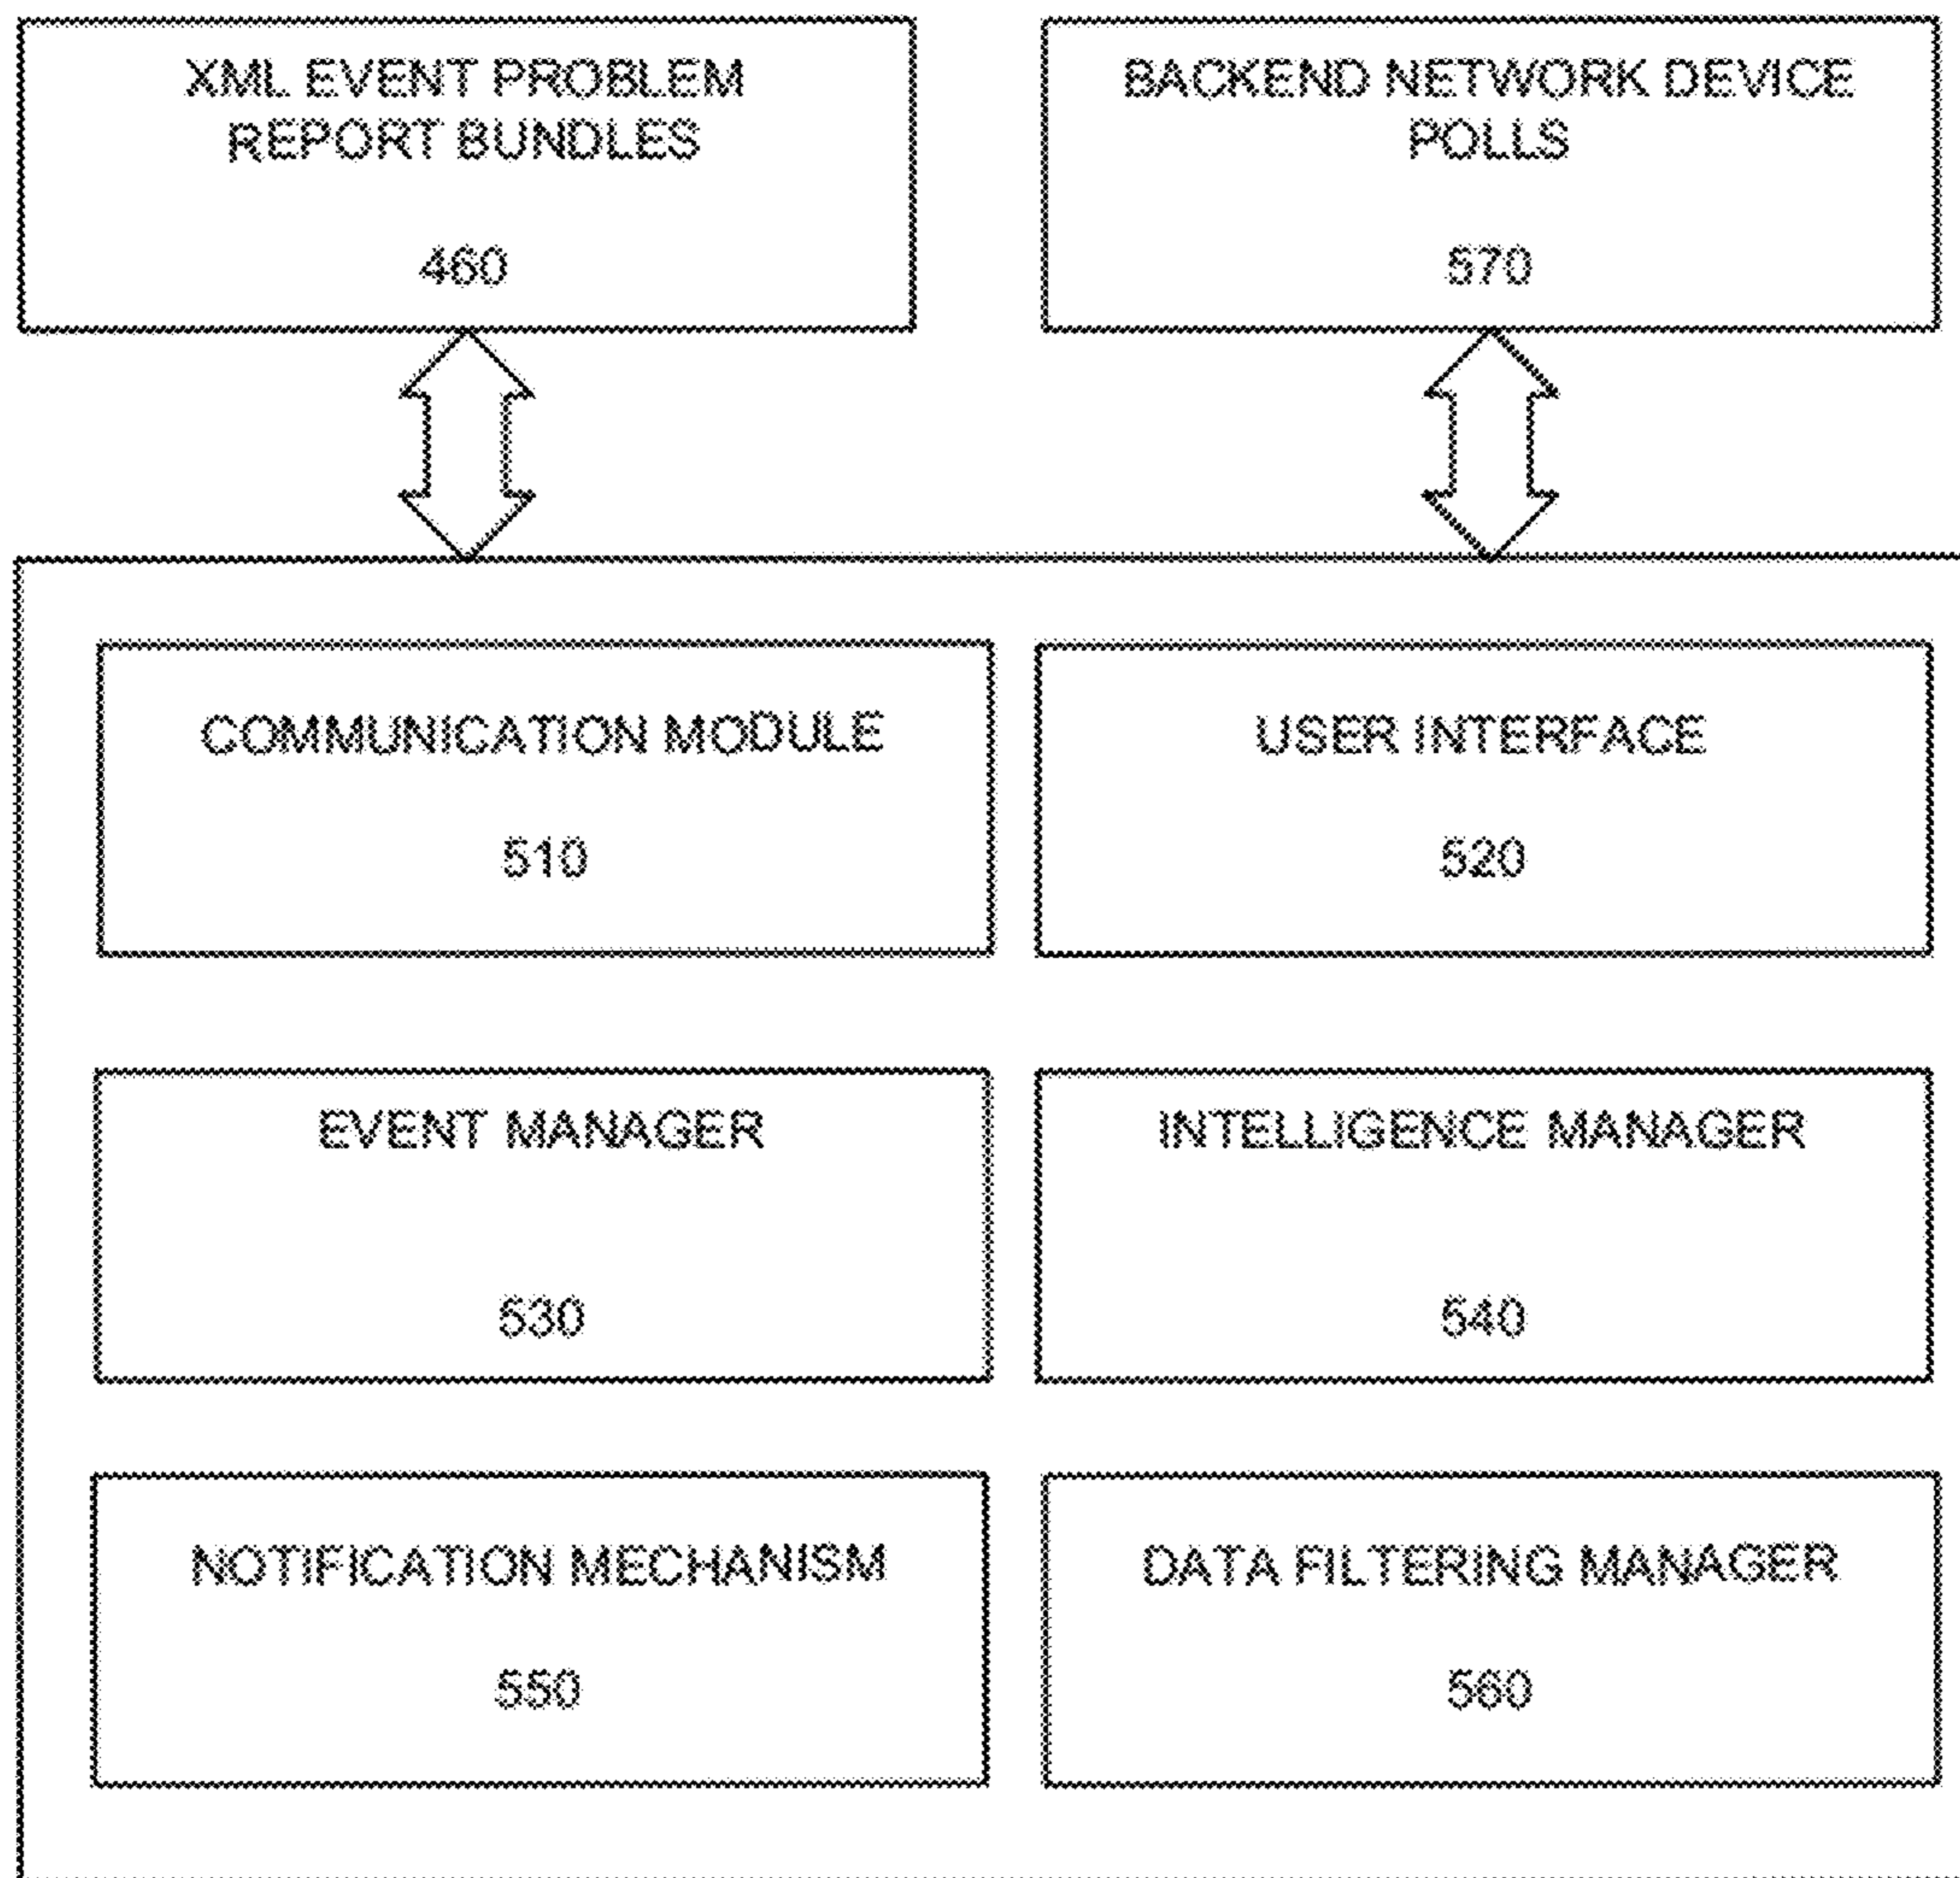 XML EVENT PROBLEM
REPORT BUNDLES
460
BACKEND NETWORK DEVICE
POLLS
570
COMMUNICATION MODULE
510
USER INTERFACE
520
EVENT MANAGER
530
INTELLIGENCE MANAGER
540
NOTIFICATION MECHANISM
550
DATA FILTERING MANAGER
560